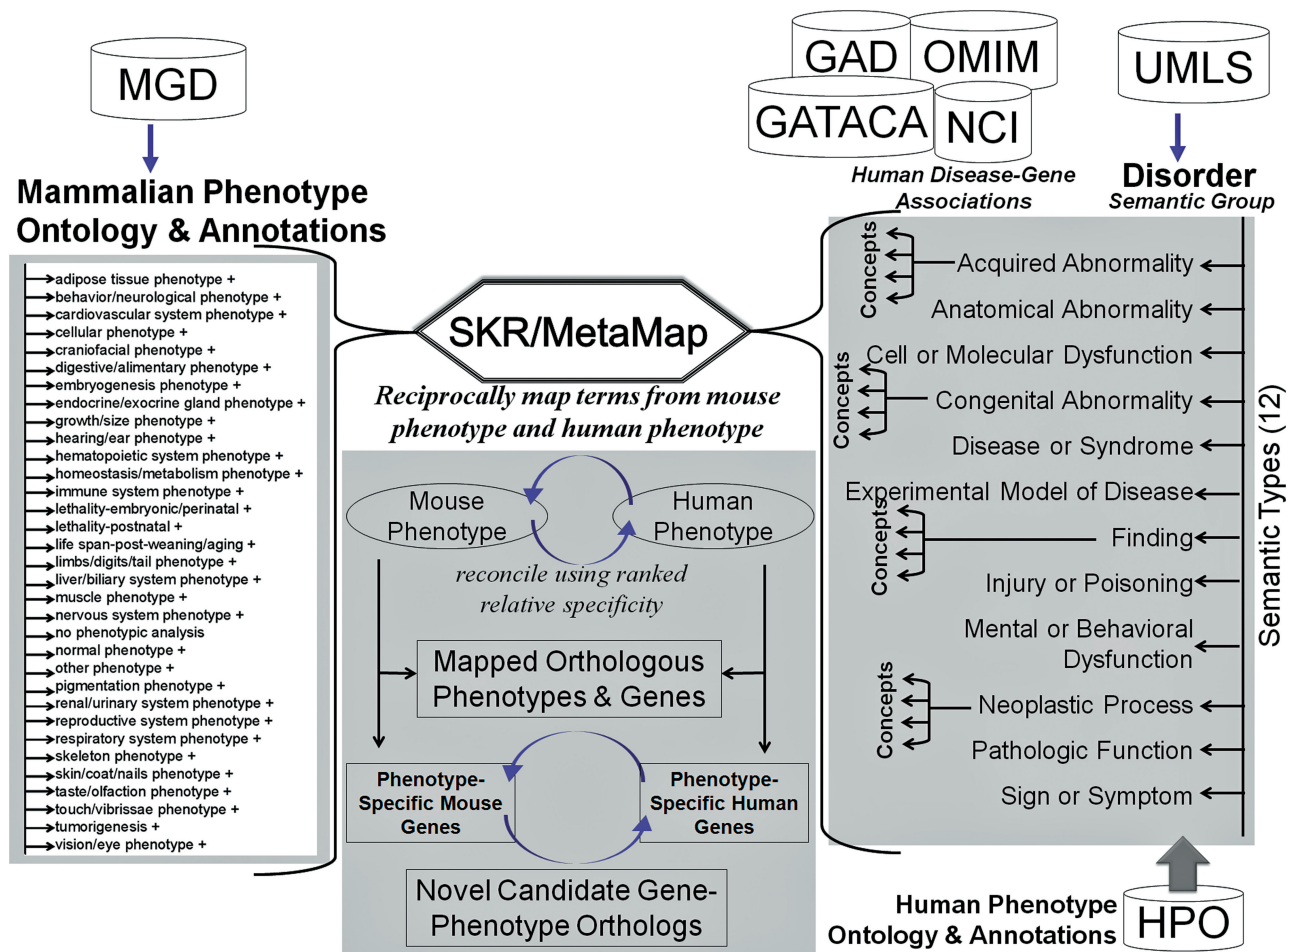 MGD
Mammalian Phenotype
Ontology & Annotations
adipose tissue phenotype +
behavior/neurological phenotype +
cardiovascular system phenotype +
cellular phenotype +
craniofacial phenotype +
digestive/alimentary phenotype +
embryogenesis phenotype +
endocrine/exocrine gland phenotype +
growth/size phenotype +
hearing/ear phenotype +
hematopoietic system phenotype +
homeostasis/metabolism phenotype +
immune system phenotype +
lethality-embryonic/perinatal +
lethality-postnatal +
life span-post-weaning/aging +
limbs/digits/tail phenotype +
liver/biliary system phenotype +
muscle phenotype +
nervous system phenotype +
no phenotypic analysis
normal phenotype +
other phenotype +
pigmentation phenotype +
renal/urinary system phenotype +
reproductive system phenotype +
respiratory system phenotype +
skeleton phenotype +
skin/coat/nails phenotype +
taste/olfaction phenotype +
touch/vibrissae phenotype +
tumorigenesis +
vision/eye phenotype +
SKR/MetaMap
Reciprocally map terms from mouse
phenotype and human phenotype
Mouse
Phenotype
Human
Phenotype
reconcile using ranked
relative specificity
Mapped Orthologous
Phenotypes & Genes
Phenotype-
Specific Mouse
Genes
Phenotype-
Specific Human
Genes
Novel Candidate Gene-
Phenotype Orthologs
GAD
OMIM
GATACA
NCI
Human Disease-Gene
Associations
UMLS
Disorder
Semantic Group
Concepts
Acquired Abnormality
Anatomical Abnormality
Cell or Molecular Dysfunction
Concepts
Congenital Abnormality
Disease or Syndrome
Experimental Model of Disease
Concepts
Finding
Injury or Poisoning
Mental or Behavioral
Dysfunction
Concepts
Neoplastic Process
Pathologic Function
Sign or Symptom
Semantic Types (12)
Human Phenotype
Ontology & Annotations
HPO